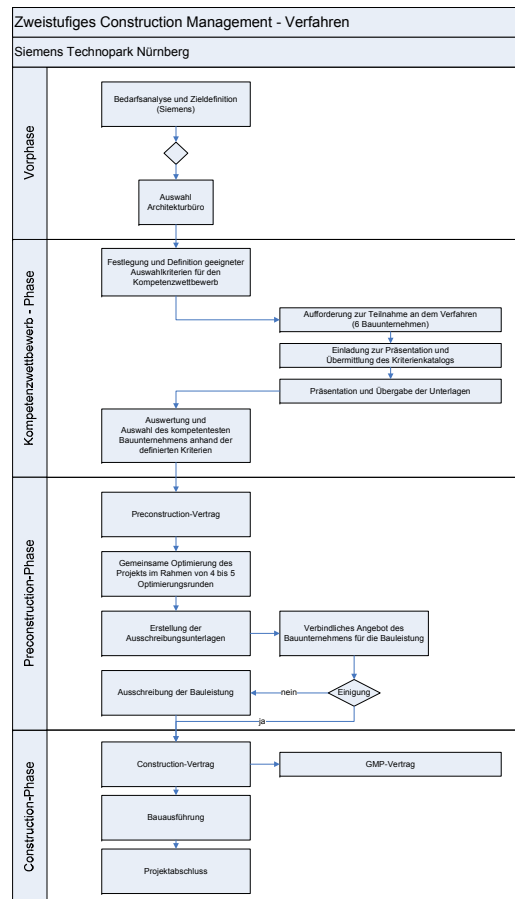 Zweistufiges Construction Management - Verfahren
Siemens Technopark Nürnberg
Vorphase
Bedarfsanalyse und Zieldefinition
(Siemens)
Auswahl
Architekturbüro
Kompetenzwettbewerb - Phase
Festlegung und Definition geeigneter
Auswahlkriterien für den
Kompetenzwettbewerb
Aufforderung zur Teilnahme an dem Verfahren
(6 Bauunternehmen)
Einladung zur Präsentation und
Übermittlung des Kriterienkatalogs
Präsentation und Übergabe der Unterlagen
Auswertung und
Auswahl des kompetentesten
Bauunternehmens anhand der
definierten Kriterien
Preconstruction-Phase
Preconstruction-Vertrag
Gemeinsame Optimierung des
Projekts im Rahmen von 4 bis 5
Optimierungsrunden
Erstellung der
Ausschreibungsunterlagen
Verbindliches Angebot des
Bauunternehmens für die Bauleistung
Ausschreibung der Bauleistung
nein
Einigung
ja
Construction-Phase
Construction-Vertrag
GMP-Vertrag
Bauausführung
Projektabschluss